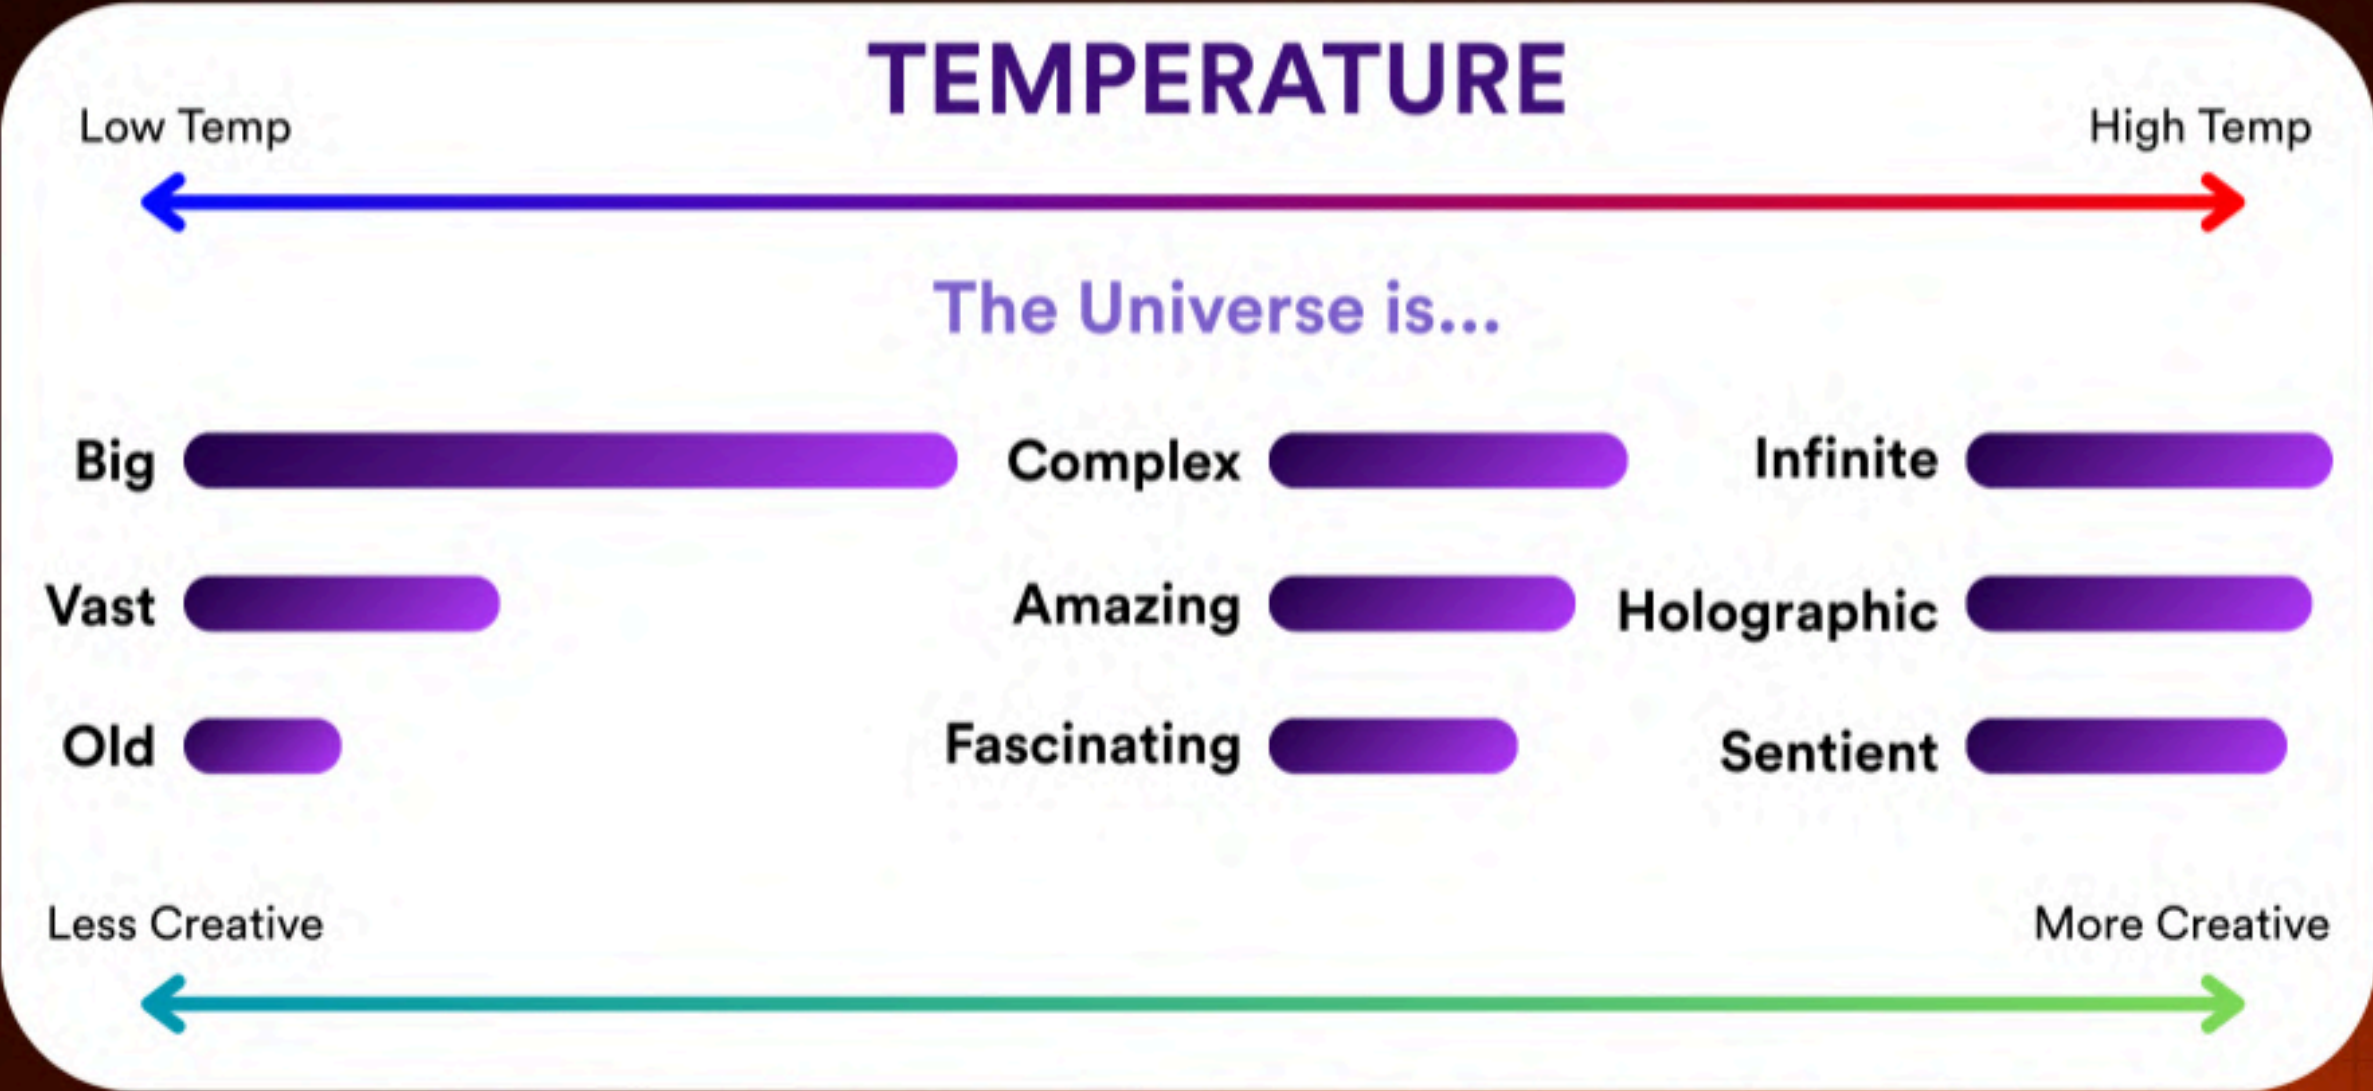 TEMPERATURE
Low Temp
High Temp
The Universe is...
Big
Complex
Infinite
Vast
Amazing
Holographic
Old
Fascinating
Sentient
Less Creative
More Creative